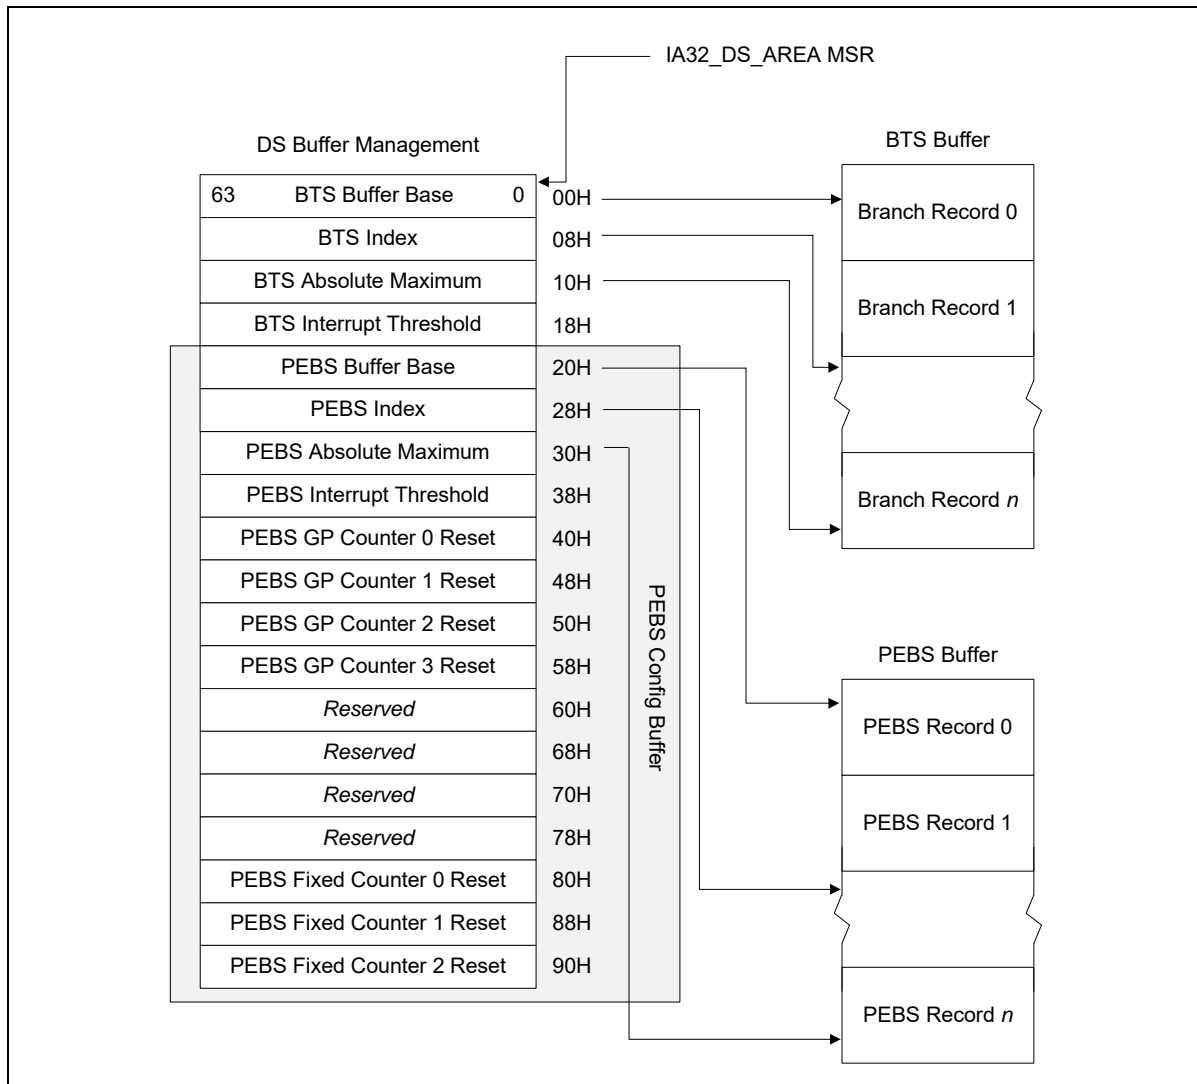 IA32_DS_AREA MSR
DS Buffer Management
63 BTS Buffer Base 0 00H
BTS Index 08H
BTS Absolute Maximum 10H
BTS Interrupt Threshold 18H
PEBS Buffer Base 20H
PEBS Index 28H
PEBS Absolute Maximum 30H
PEBS Interrupt Threshold 38H
PEBS GP Counter 0 Reset 40H
PEBS GP Counter 1 Reset 48H
PEBS GP Counter 2 Reset 50H
PEBS GP Counter 3 Reset 58H
Reserved 60H
Reserved 68H
Reserved 70H
Reserved 78H
PEBS Fixed Counter 0 Reset 80H
PEBS Fixed Counter 1 Reset 88H
PEBS Fixed Counter 2 Reset 90H
PEBS Config Buffer
BTS Buffer
Branch Record 0
Branch Record 1
Branch Record n
PEBS Buffer
PEBS Record 0
PEBS Record 1
PEBS Record n